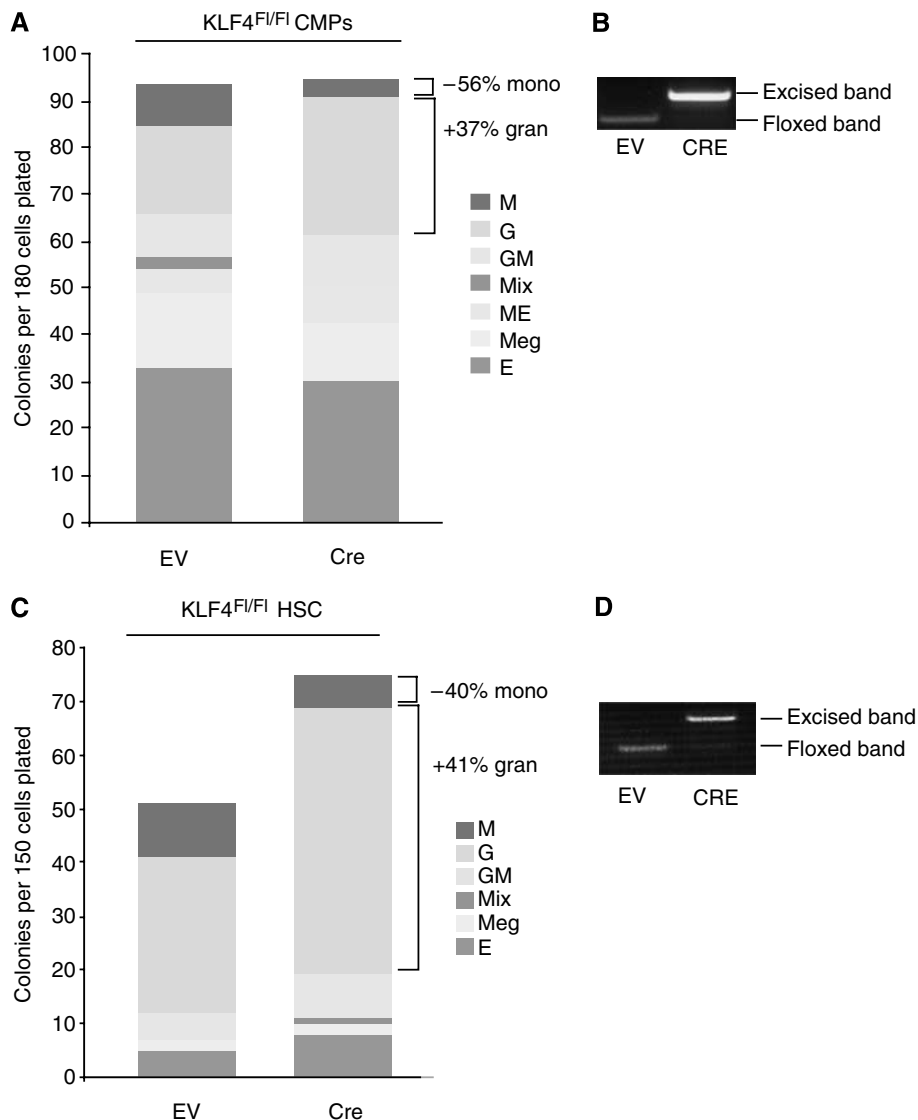 A
KLF4Fl/Fl CMPs
Colonies per 180 cells plated
100
90
80
70
60
50
40
30
20
10
0
EV
Cre
−56% mono
+37% gran
M
G
GM
Mix
ME
Meg
E
B
Excised band
Floxed band
EV
CRE
C
KLF4Fl/Fl HSC
Colonies per 150 cells plated
80
70
60
50
40
30
20
10
0
EV
Cre
−40% mono
+41% gran
M
G
GM
Mix
Meg
E
D
Excised band
Floxed band
EV
CRE